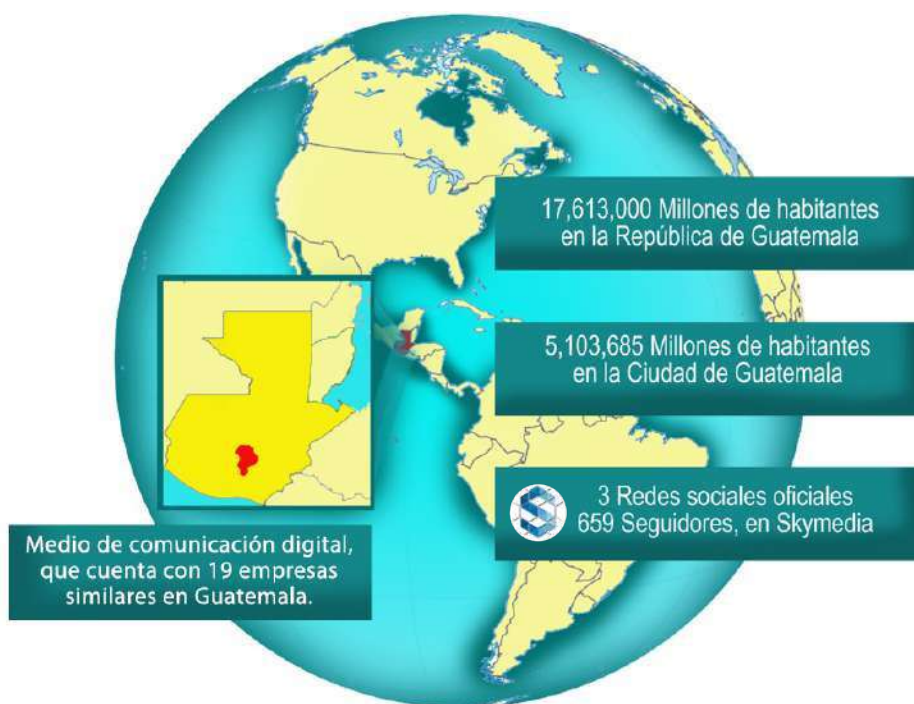 17,613,000 Millones de habitantes
en la República de Guatemala
5,103,685 Millones de habitantes
en la Ciudad de Guatemala
3 Redes sociales oficiales
659 Seguidores, en Skymedia
Medio de comunicación digital,
que cuenta con 19 empresas
similares en Guatemala.